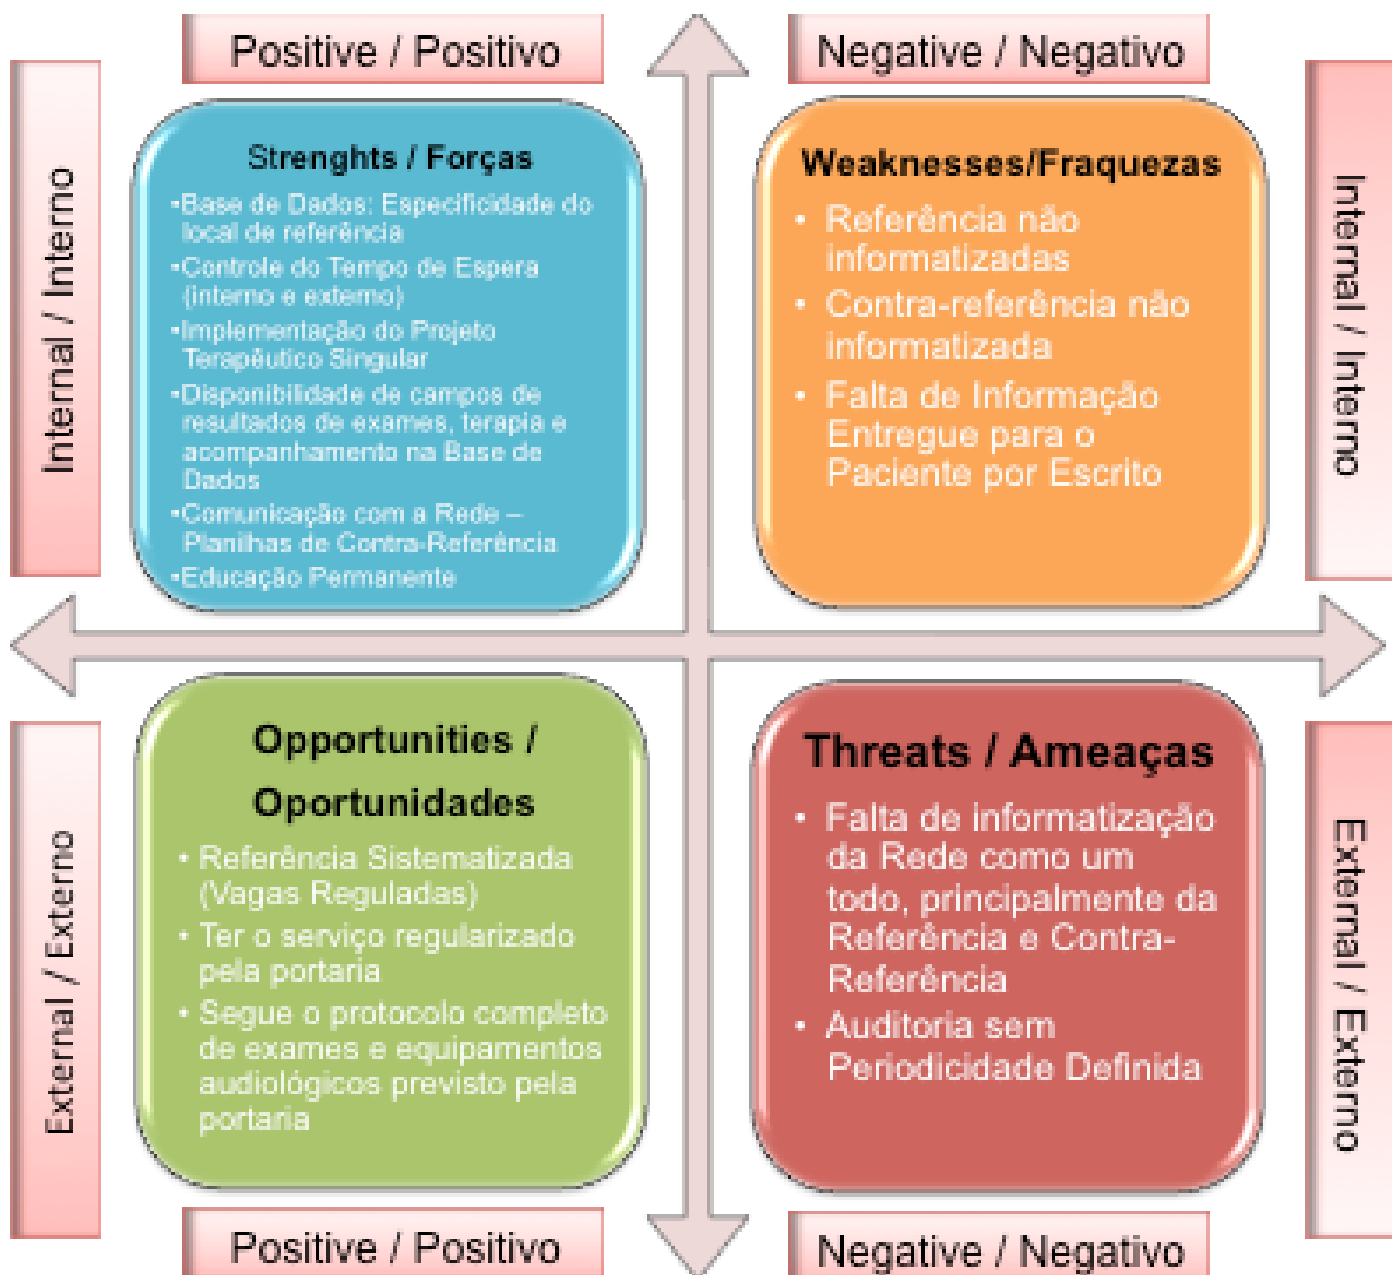 Positive / Positivo
Negative / Negativo
Internal / Interno
Strenghts / Forças
•Base de Dados: Especificidade do
local de referência
•Controle do Tempo de Espera
(interno e externo)
•Implementação do Projeto
Terapêutico Singular
•Disponibilidade de campos de
resultados de exames, terapia e
acompanhamento na Base de
Dados
•Comunicação com a Rede –
Planilhas de Contra-Referência
•Educação Permanente
Weaknesses/Fraquezas
• Referência não
informatizadas
• Contra-referência não
informatizada
• Falta de Informação
Entregue para o
Paciente por Escrito
Internal / Interno
External / Externo
Opportunities /
Oportunidades
• Referência Sistematizada
(Vagas Reguladas)
• Ter o serviço regularizado
pela portaria
• Segue o protocolo completo
de exames e equipamentos
audiológicos previsto pela
portaria
Threats / Ameaças
• Falta de informatização
da Rede como um
todo, principalmente da
Referência e Contra-
Referência
• Auditoria sem
Periodicidade Definida
External / Externo
Positive / Positivo
Negative / Negativo